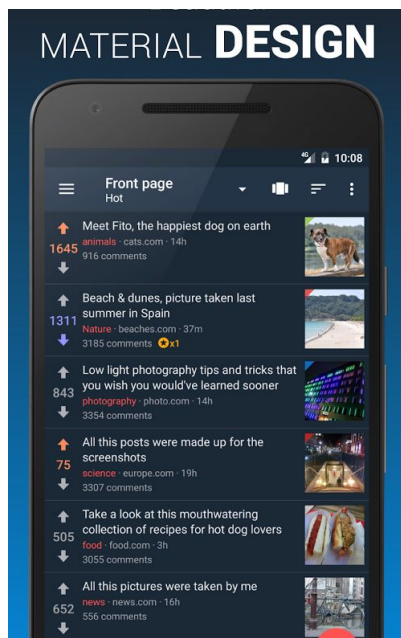 MATERIAL DESIGN
4G 10:08
Front page
Hot
Meet Fito, the happiest dog on earth
1645
animals · cats.com · 14h
916 comments
Beach & dunes, picture taken last
summer in Spain
1311
Nature · beaches.com · 37m
3185 comments x1
Low light photography tips and tricks that
you wish you would've learned sooner
843
photography · photo.com · 14h
3354 comments
All this posts were made up for the
screenshots
75
science · europe.com · 19h
3307 comments
Take a look at this mouthwatering
collection of recipes for hot dog lovers
505
food · food.com · 3h
3055 comments
All this pictures were taken by me
652
news · news.com · 16h
556 comments